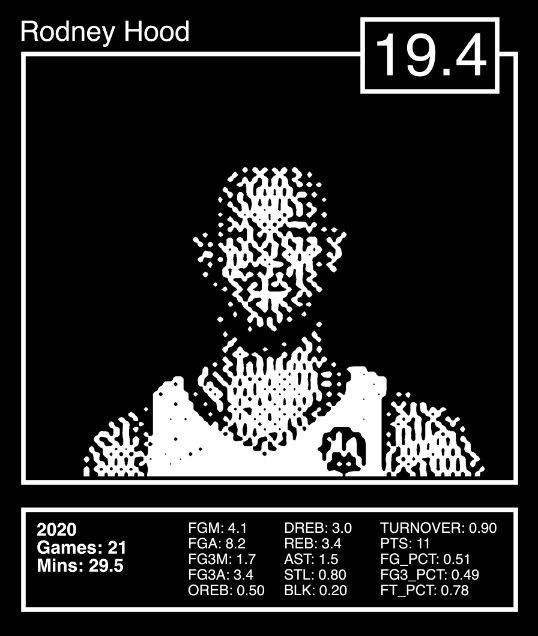 Rodney Hood
19.4
2020
Games: 21
Mins: 29.5
FGM: 4.1
FGA: 8.2
FG3M: 1.7
FG3A: 3.4
OREB: 0.50
DREB: 3.0
REB: 3.4
AST: 1.5
STL: 0.80
BLK: 0.20
TURNOVER: 0.90
PTS: 11
FG_PCT: 0.51
FG3_PCT: 0.49
FT_PCT: 0.78